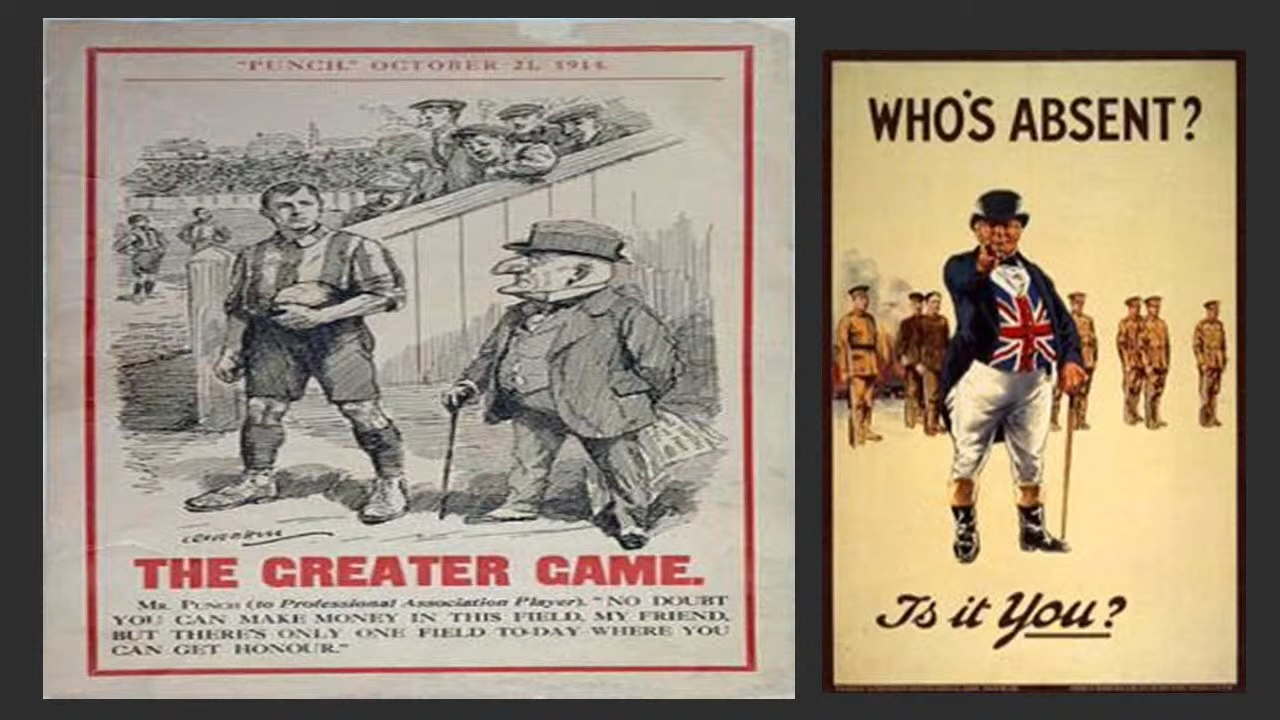 "PUNCH." OCTOBER 21, 1914.
THE GREATER GAME.
MR. PUNCH (to Professional Association Player). "NO DOUBT
YOU CAN MAKE MONEY IN THIS FIELD, MY FRIEND,
BUT THERE'S ONLY ONE FIELD TO-DAY WHERE YOU
CAN GET HONOUR."
WHO'S ABSENT?
Is it You?